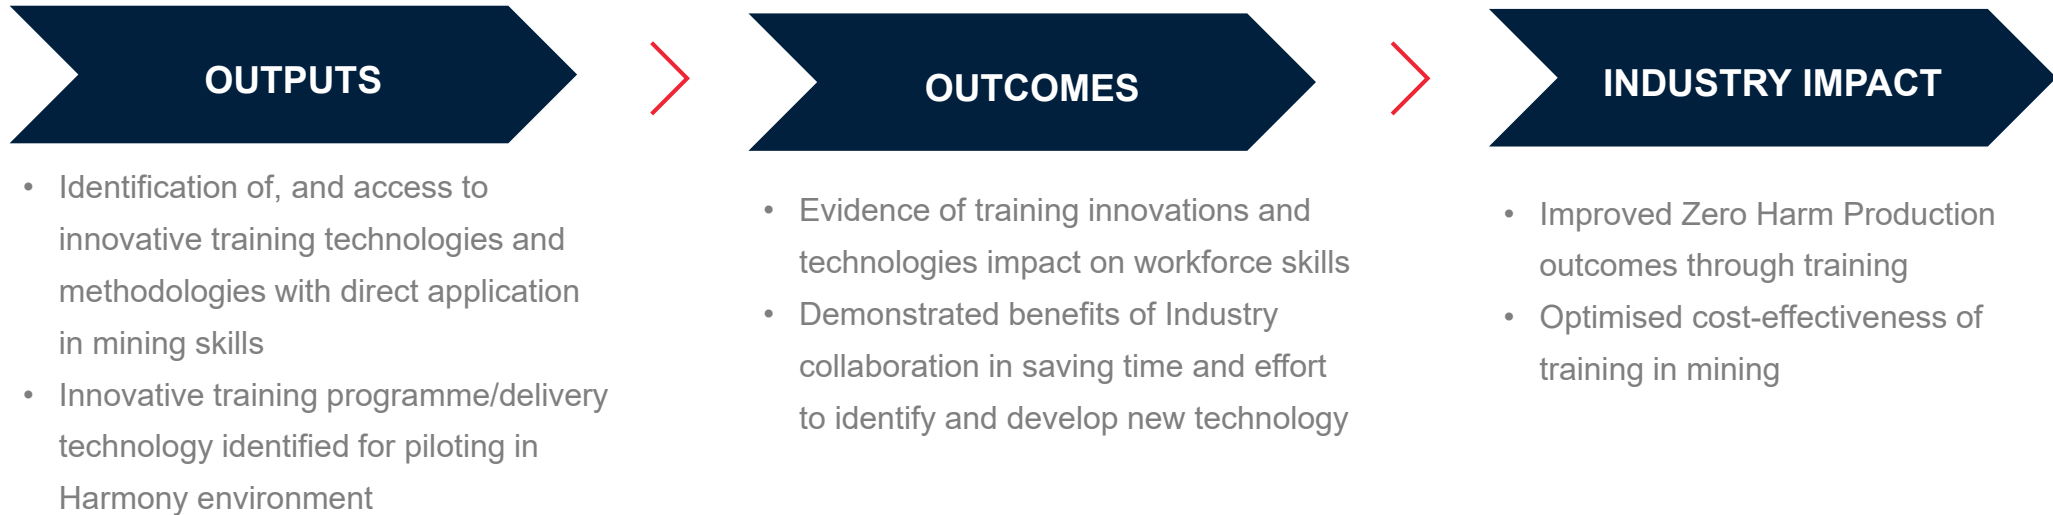 OUTPUTS
• Identification of, and access to
innovative training technologies and
methodologies with direct application
in mining skills
• Innovative training programme/delivery
technology identified for piloting in
Harmony environment
OUTCOMES
• Evidence of training innovations and
technologies impact on workforce skills
• Demonstrated benefits of Industry
collaboration in saving time and effort
to identify and develop new technology
INDUSTRY IMPACT
• Improved Zero Harm Production
outcomes through training
• Optimised cost-effectiveness of
training in mining